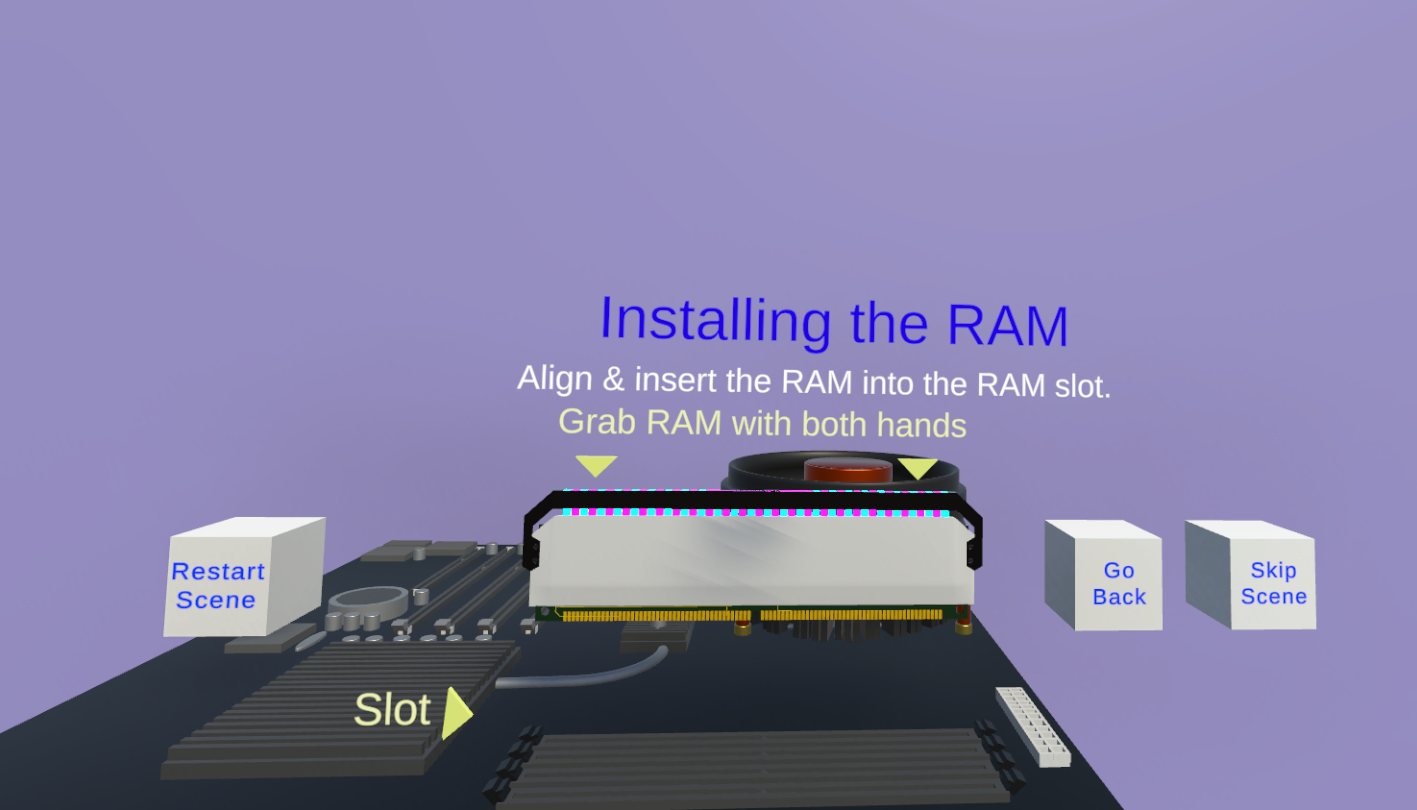 Installing the RAM
Align & insert the RAM into the RAM slot.
Grab RAM with both hands
Restart
Scene
Go
Back
Skip
Scene
Slot